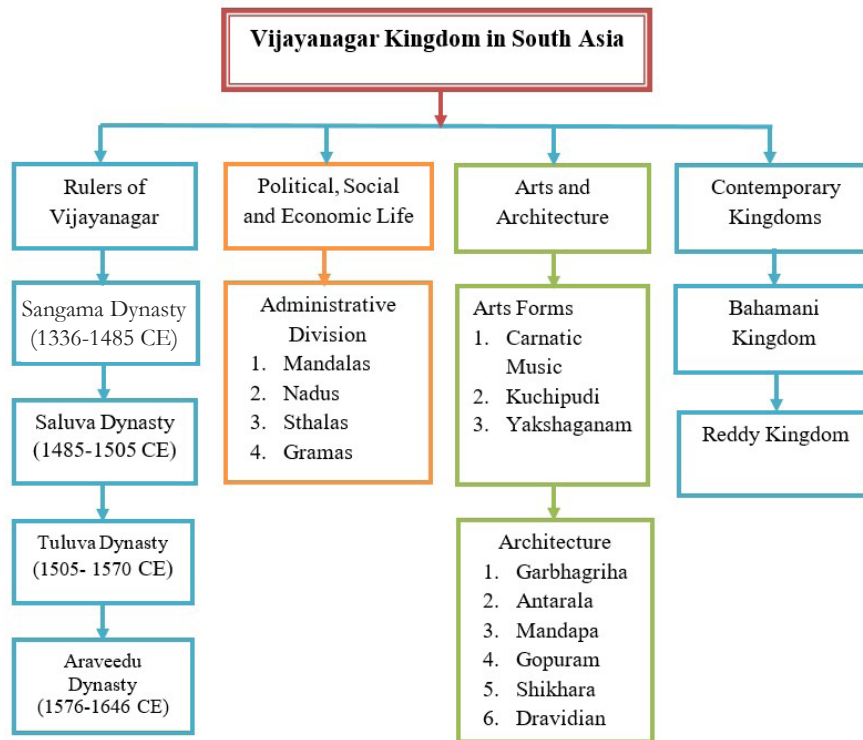 Vijayanagar Kingdom in South Asia
Rulers of
Vijayanagar
Sangama Dynasty
(1336-1485 CE)
Saluva Dynasty
(1485-1505 CE)
Tuluva Dynasty
(1505- 1570 CE)
Araveedu
Dynasty
(1576-1646 CE)
Political, Social
and Economic Life
Administrative
Division
1. Mandalas
2. Nadus
3. Sthalas
4. Gramas
Arts and
Architecture
Arts Forms
1. Carnatic
Music
2. Kuchipudi
3. Yakshaganam
Architecture
1. Garbhagriha
2. Antarala
3. Mandapa
4. Gopuram
5. Shikhara
6. Dravidian
Contemporary
Kingdoms
Bahamani
Kingdom
Reddy Kingdom